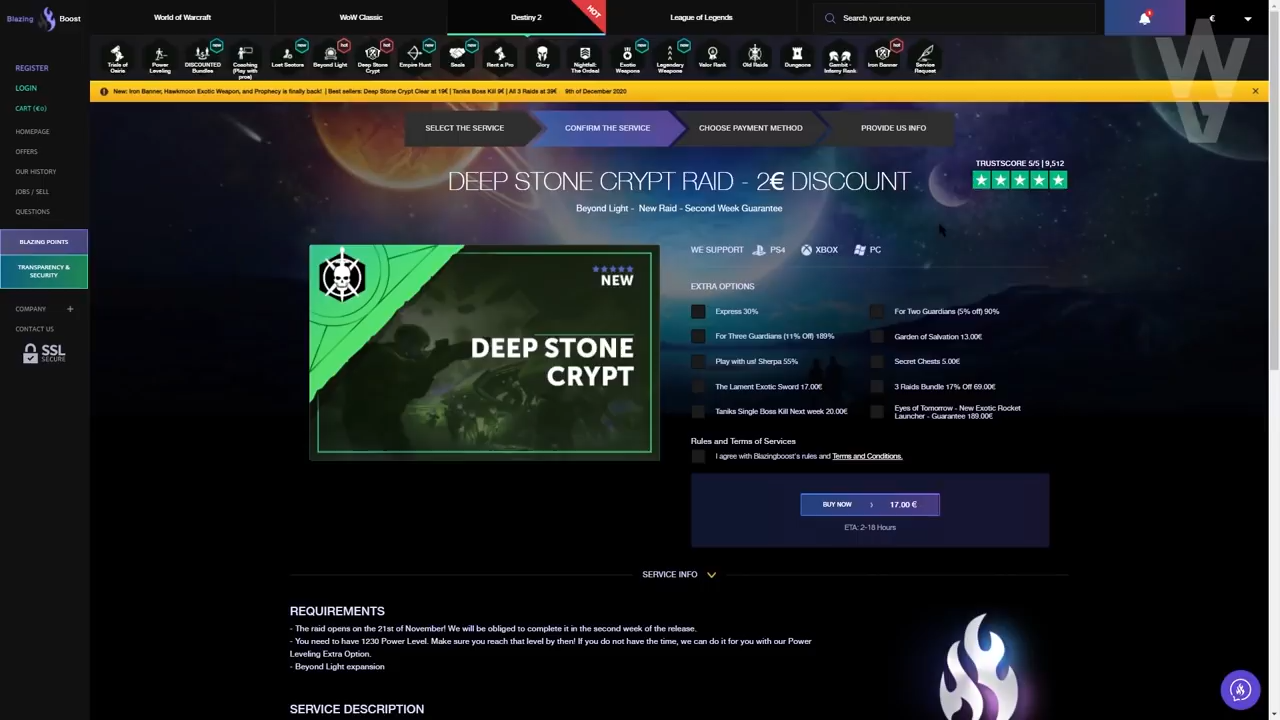 Blazing Boost
World of Warcraft
WoW Classic
Destiny 2
HOT
League of Legends
Search your service
€
new
hot
hot
new
new
new
new
hot
Trials of Osiris
Power Leveling
DISCOUNTED Bundles
Coaching (Play with pros)
Lost Sectors
Beyond Light
Deep Stone Crypt
Empire Hunt
Seals
Rent a Pro
Glory
Nightfall: The Ordeal
Exotic Weapons
Legendary Weapons
Valor Rank
Old Raids
Dungeons
Gambit - Infamy Rank
Iron Banner
Service Request
New: Iron Banner, Hawkmoon Exotic Weapon, and Prophecy is finally back! | Best sellers: Deep Stone Crypt Clear at 19€ | Taniks Boss Kill 9€ | All 3 Raids at 39€ 9th of December 2020
REGISTER
LOGIN
CART (€0)
HOMEPAGE
OFFERS
OUR HISTORY
JOBS / SELL
QUESTIONS
BLAZING POINTS
TRANSPARENCY &
SECURITY
COMPANY +
CONTACT US
SSL
SECURE
SELECT THE SERVICE
CONFIRM THE SERVICE
CHOOSE PAYMENT METHOD
PROVIDE US INFO
TRUSTSCORE 5/5 | 9,512
DEEP STONE CRYPT RAID - 2€ DISCOUNT
Beyond Light - New Raid - Second Week Guarantee
NEW
DEEP STONE
CRYPT
WE SUPPORT PS4 XBOX PC
EXTRA OPTIONS
Express 30%
For Two Guardians (5% off) 90%
For Three Guardians (11% Off) 189%
Garden of Salvation 13.00€
Play with us! Sherpa 55%
Secret Chests 5.00€
The Lament Exotic Sword 17.00€
3 Raids Bundle 17% Off 69.00€
Taniks Single Boss Kill Next week 20.00€
Eyes of Tomorrow - New Exotic Rocket
Launcher - Guarantee 189.00€
Rules and Terms of Services
I agree with Blazingboost's rules and Terms and Conditions.
BUY NOW 17.00 €
ETA: 2-18 Hours
SERVICE INFO
REQUIREMENTS
- The raid opens on the 21st of November! We will be obliged to complete it in the second week of the release.
- You need to have 1230 Power Level. Make sure you reach that level by then! If you do not have the time, we can do it for you with our Power
Leveling Extra Option.
- Beyond Light expansion
SERVICE DESCRIPTION